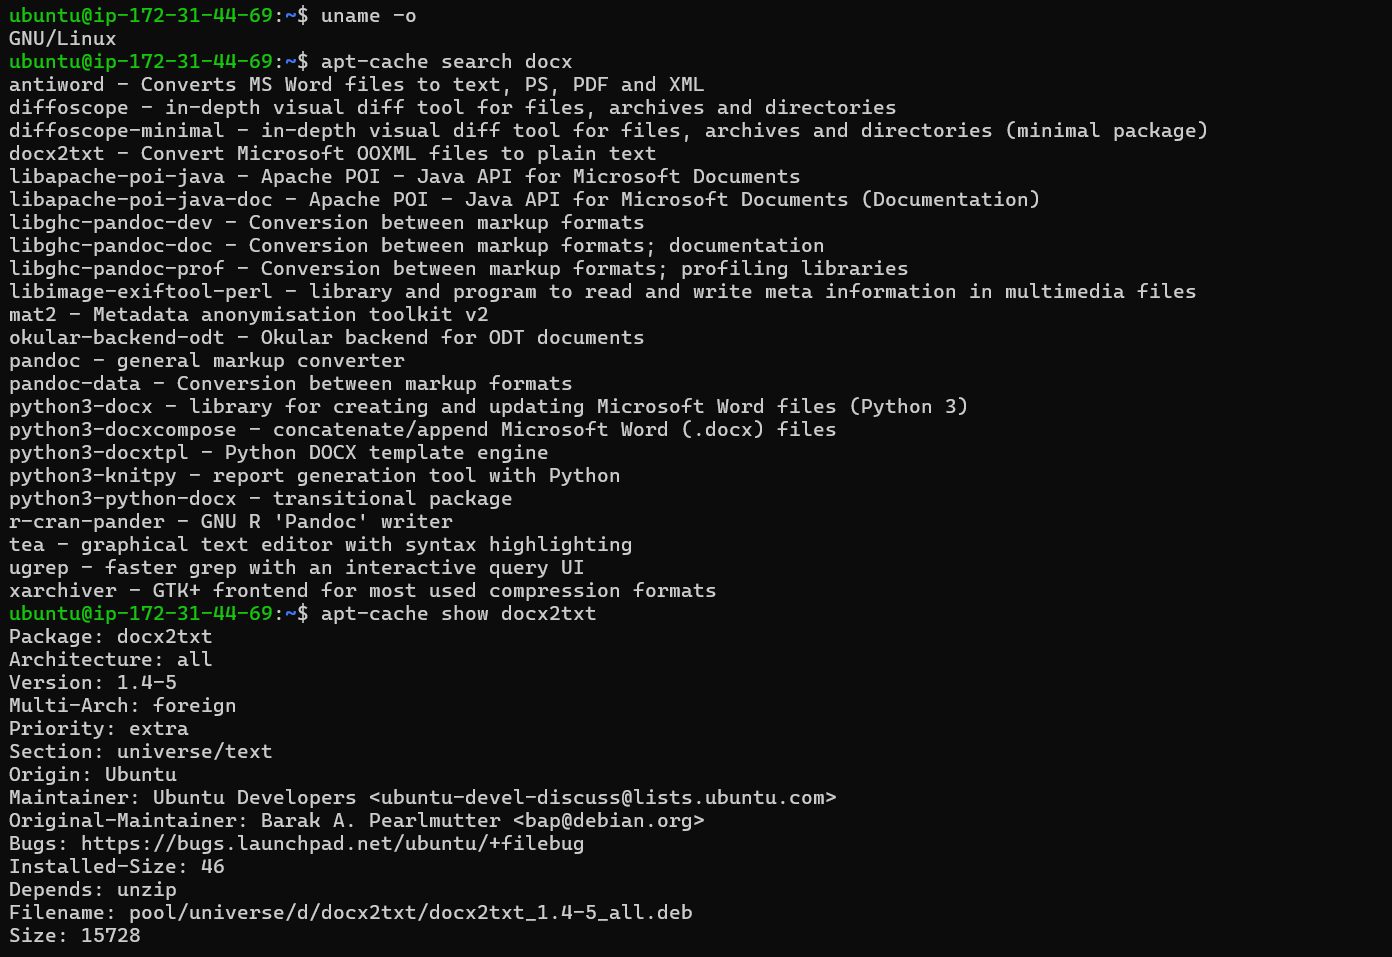 ubuntu@ip-172-31-44-69:~$ uname -o
GNU/Linux
ubuntu@ip-172-31-44-69:~$ apt-cache search docx
antiword - Converts MS Word files to text, PS, PDF and XML
diffoscope - in-depth visual diff tool for files, archives and directories
diffoscope-minimal - in-depth visual diff tool for files, archives and directories (minimal package)
docx2txt - Convert Microsoft OOXML files to plain text
libapache-poi-java - Apache POI - Java API for Microsoft Documents
libapache-poi-java-doc - Apache POI - Java API for Microsoft Documents (Documentation)
libghc-pandoc-dev - Conversion between markup formats
libghc-pandoc-doc - Conversion between markup formats; documentation
libghc-pandoc-prof - Conversion between markup formats; profiling libraries
libimage-exiftool-perl - library and program to read and write meta information in multimedia files
mat2 - Metadata anonymisation toolkit v2
okular-backend-odt - Okular backend for ODT documents
pandoc - general markup converter
pandoc-data - Conversion between markup formats
python3-docx - library for creating and updating Microsoft Word files (Python 3)
python3-docxcompose - concatenate/append Microsoft Word (.docx) files
python3-docxtpl - Python DOCX template engine
python3-knitpy - report generation tool with Python
python3-python-docx - transitional package
r-cran-pander - GNU R 'Pandoc' writer
tea - graphical text editor with syntax highlighting
ugrep - faster grep with an interactive query UI
xarchiver - GTK+ frontend for most used compression formats
ubuntu@ip-172-31-44-69:~$ apt-cache show docx2txt
Package: docx2txt
Architecture: all
Version: 1.4-5
Multi-Arch: foreign
Priority: extra
Section: universe/text
Origin: Ubuntu
Maintainer: Ubuntu Developers <ubuntu-devel-discuss@lists.ubuntu.com>
Original-Maintainer: Barak A. Pearlmutter <bap@debian.org>
Bugs: https://bugs.launchpad.net/ubuntu/+filebug
Installed-Size: 46
Depends: unzip
Filename: pool/universe/d/docx2txt/docx2txt_1.4-5_all.deb
Size: 15728